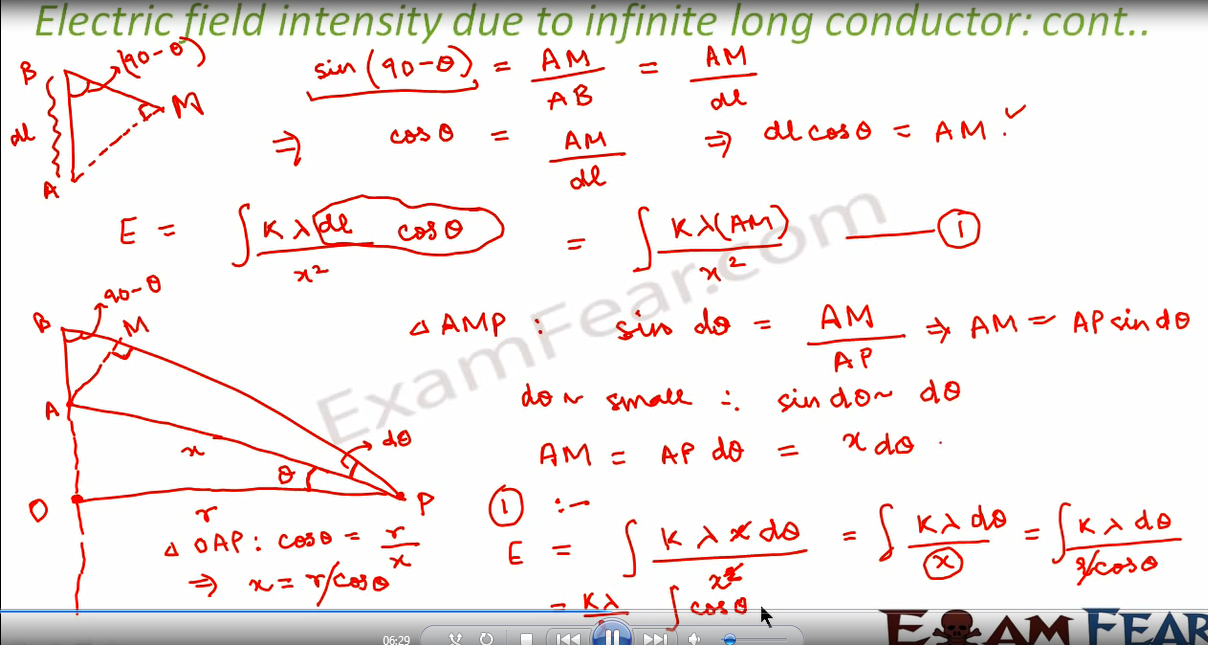 Electric field intensity due to infinite long conductor: cont..
B (90-θ)
sin (90-θ) = AM/AB = AM/dl
M
dl
A
⇒ cosθ = AM/dl ⇒ dl cosθ = AM. ✓
E = ∫ Kλ dl cosθ / x² = ∫ Kλ(AM) / x² —— ①
90-θ
B M
Δ AMP : sin dθ = AM/AP ⇒ AM = AP sin dθ
A
dθ ~ small ∴ sin dθ ~ dθ
x θ dθ
AM = AP dθ = x dθ.
O r P
① :-
Δ OAP : cosθ = r/x
⇒ x = r/cosθ
E = ∫ Kλ x dθ / x² = ∫ Kλ dθ / x = ∫ Kλ dθ / r/cosθ
= Kλ ∫ cosθ
ExamFear.com
06:29
EXAM FEAR